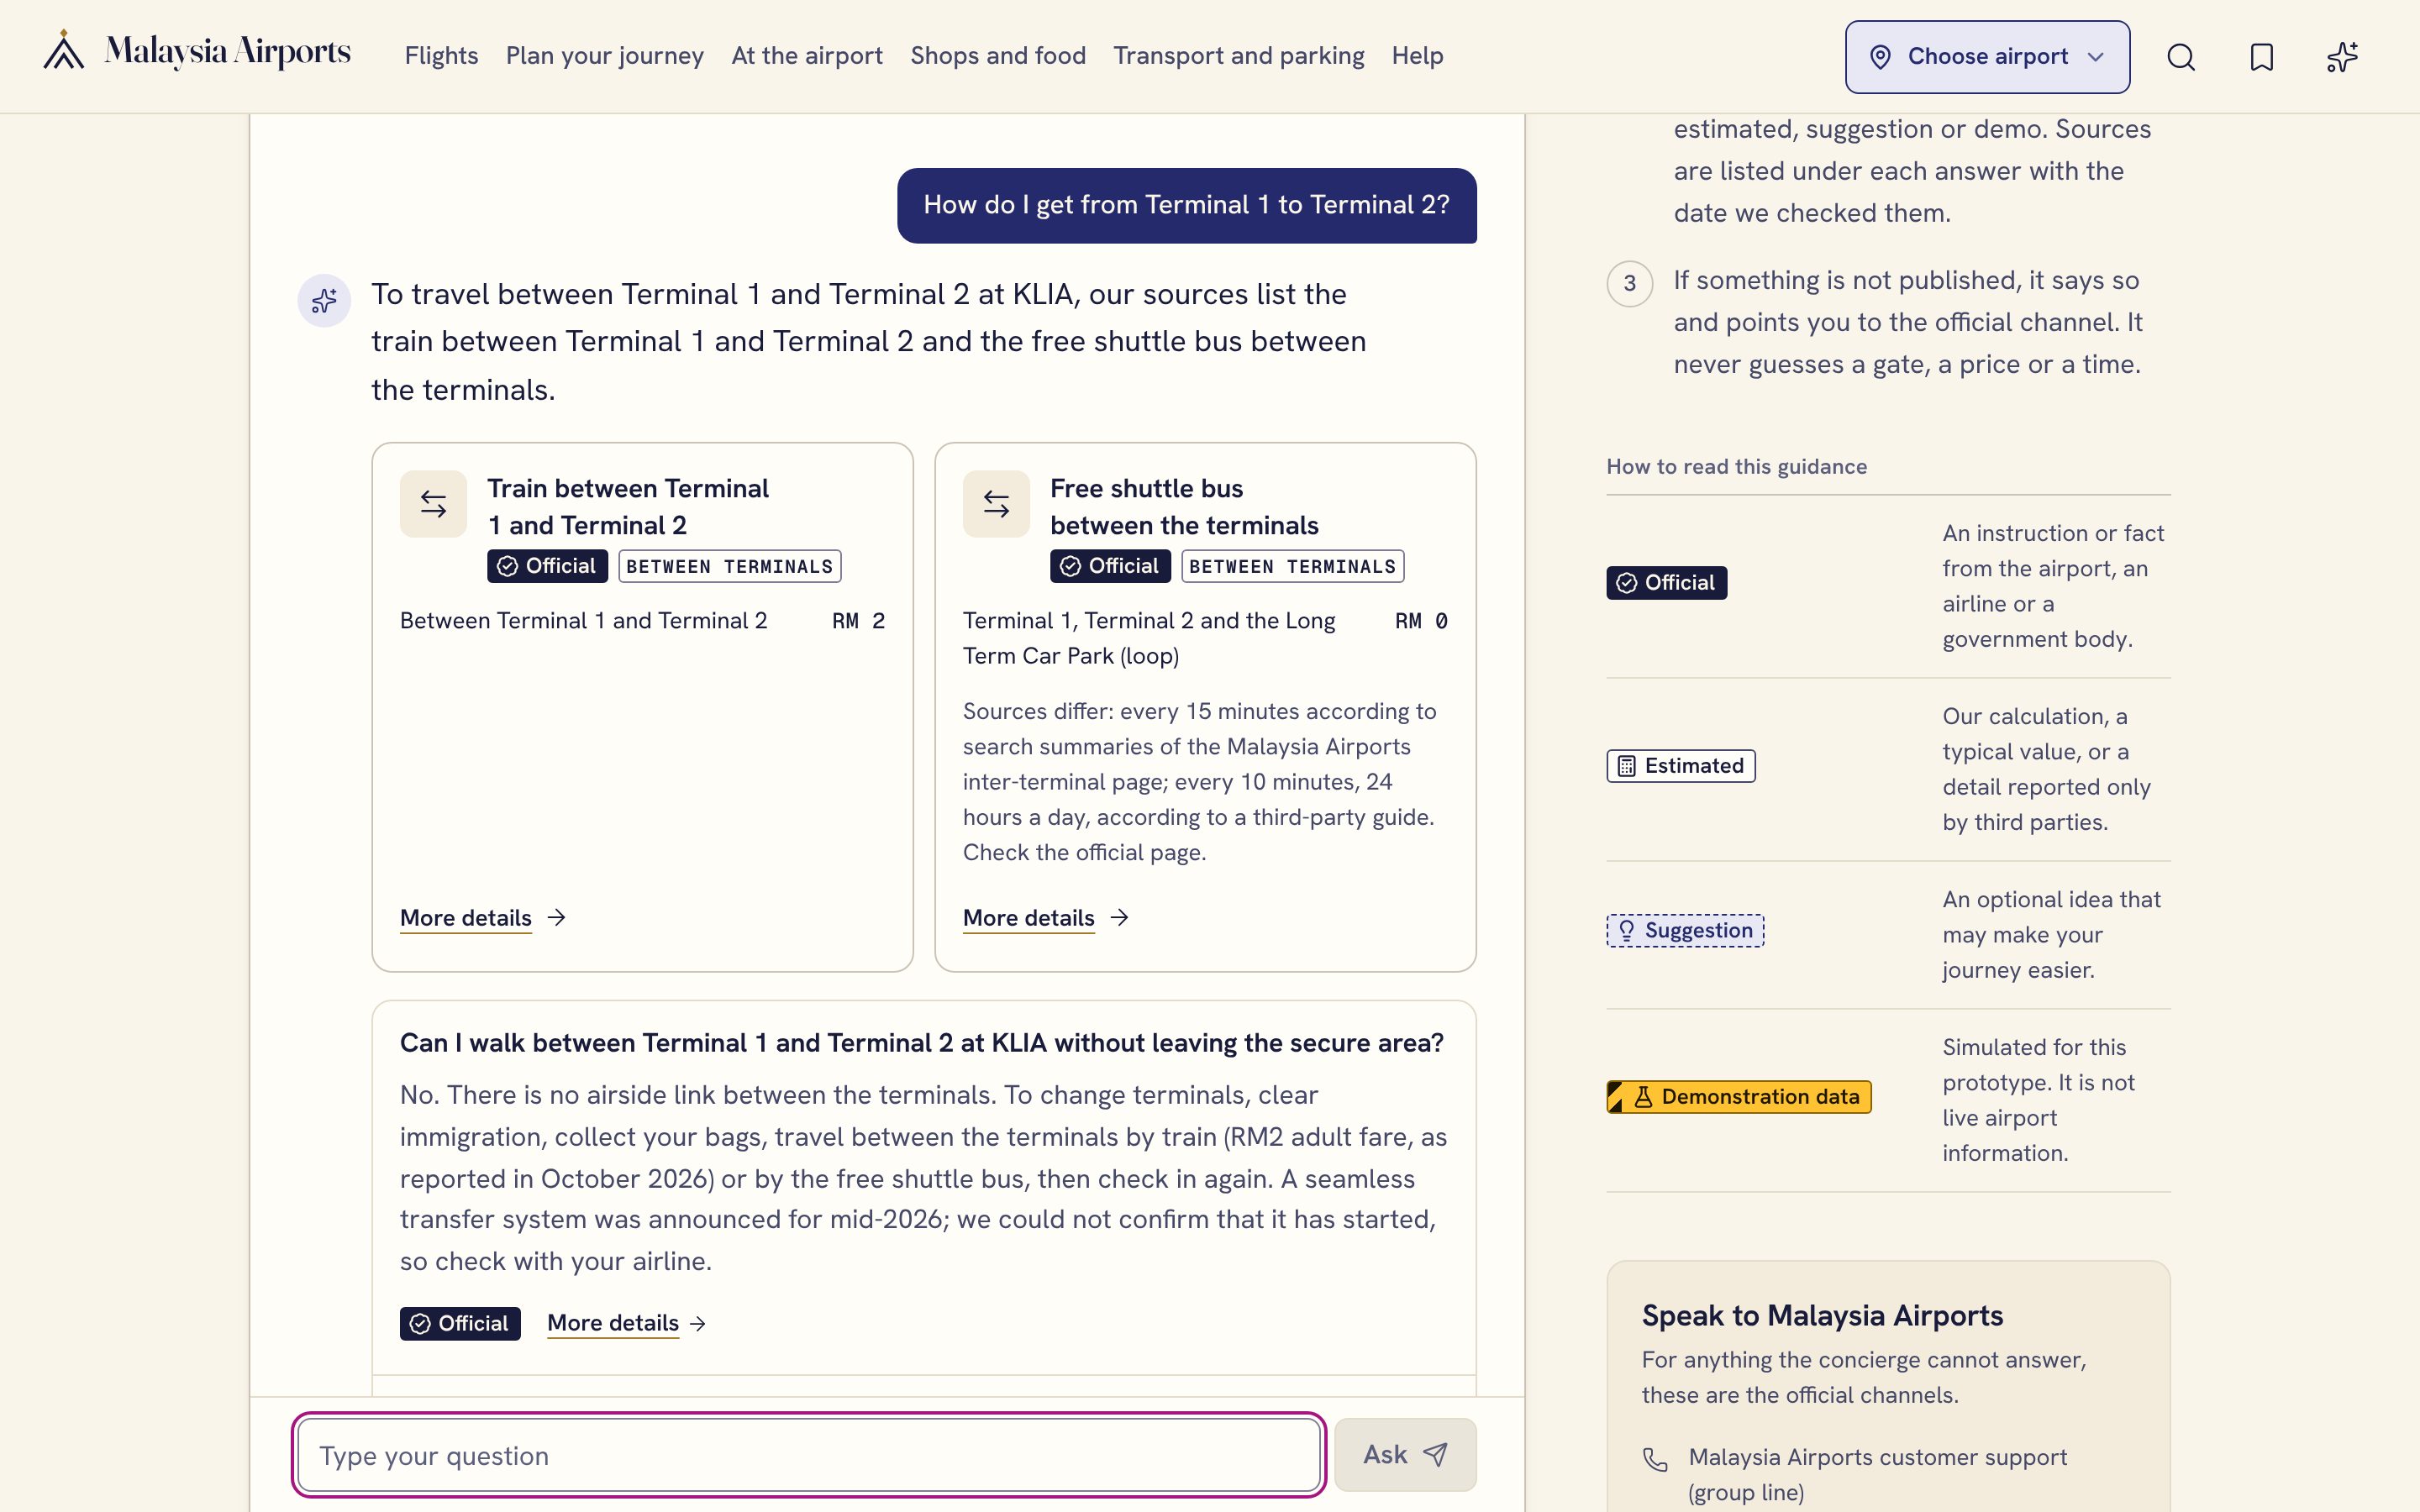 Malaysia Airports
Flights
Plan your journey
At the airport
Shops and food
Transport and parking
Help
Choose airport
How do I get from Terminal 1 to Terminal 2?
To travel between Terminal 1 and Terminal 2 at KLIA, our sources list the
train between Terminal 1 and Terminal 2 and the free shuttle bus between
the terminals.
Train between Terminal
1 and Terminal 2
Official
BETWEEN TERMINALS
Between Terminal 1 and Terminal 2
RM 2
More details
Free shuttle bus
between the terminals
Official
BETWEEN TERMINALS
Terminal 1, Terminal 2 and the Long
Term Car Park (loop)
RM 0
Sources differ: every 15 minutes according to
search summaries of the Malaysia Airports
inter-terminal page; every 10 minutes, 24
hours a day, according to a third-party guide.
Check the official page.
More details
Can I walk between Terminal 1 and Terminal 2 at KLIA without leaving the secure area?
No. There is no airside link between the terminals. To change terminals, clear
immigration, collect your bags, travel between the terminals by train (RM2 adult fare, as
reported in October 2026) or by the free shuttle bus, then check in again. A seamless
transfer system was announced for mid-2026; we could not confirm that it has started,
so check with your airline.
Official
More details
Type your question
Ask
estimated, suggestion or demo. Sources
are listed under each answer with the
date we checked them.
3
If something is not published, it says so
and points you to the official channel. It
never guesses a gate, a price or a time.
How to read this guidance
Official
An instruction or fact
from the airport, an
airline or a
government body.
Estimated
Our calculation, a
typical value, or a
detail reported only
by third parties.
Suggestion
An optional idea that
may make your
journey easier.
Demonstration data
Simulated for this
prototype. It is not
live airport
information.
Speak to Malaysia Airports
For anything the concierge cannot answer,
these are the official channels.
Malaysia Airports customer support
(group line)